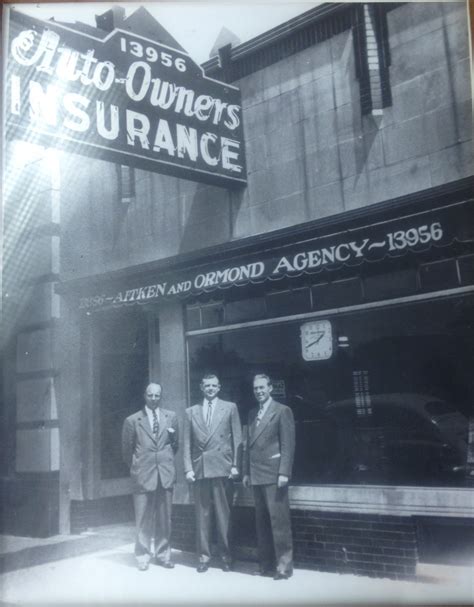 13956
Auto-Owners
INSURANCE
13956 ~ AITKEN AND ORMOND AGENCY ~ 13956